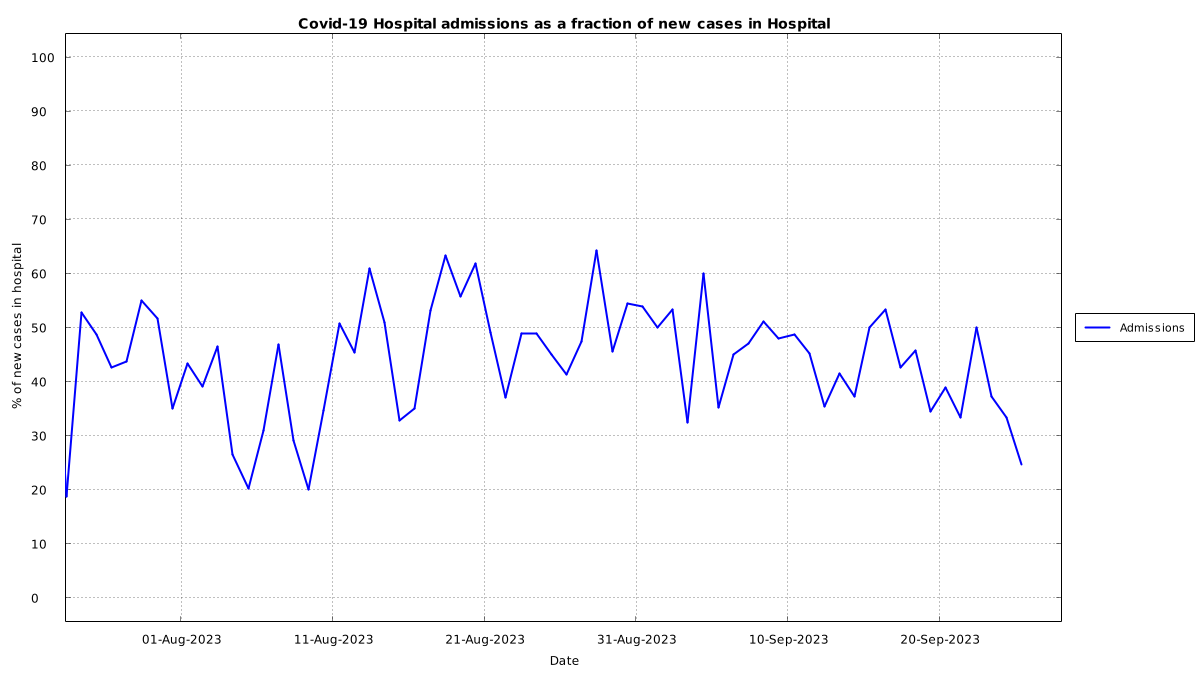 Covid-19 Hospital admissions as a fraction of new cases in Hospital
100
90
80
70
60
50
40
30
20
10
0
% of new cases in hospital
01-Aug-2023
11-Aug-2023
21-Aug-2023
31-Aug-2023
10-Sep-2023
20-Sep-2023
Date
Admissions